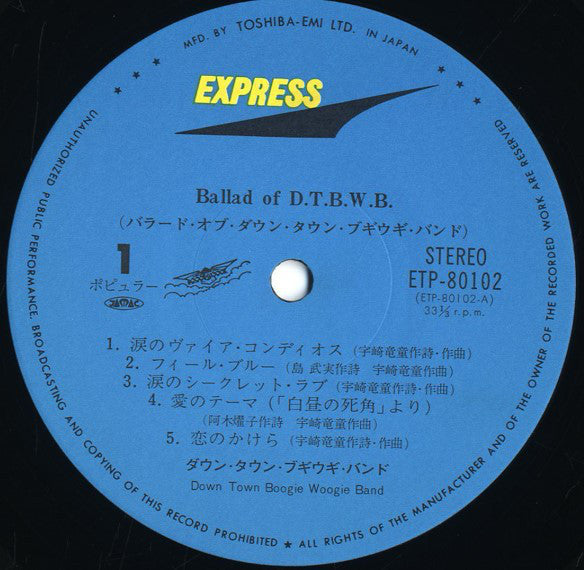 MFD. BY TOSHIBA-EMI LTD. IN JAPAN
EXPRESS
Ballad of D.T.B.W.B.
(バラード・オブ・ダウン・タウン・ブギウギ・バンド)
1
ポピュラー
STEREO
ETP-80102
(ETP-80102-A)
33⅓ r.p.m.
1. 涙のヴァイア・コンディオス (宇崎竜童作詩・作曲)
2. フィール・ブルー (島 武実作詩 宇崎竜童作曲)
3. 涙のシークレット・ラブ (宇崎竜童作詩・作曲)
4. 愛のテーマ (「白昼の死角」より)
(阿木燿子作詩 宇崎竜童作曲)
5. 恋のかけら (宇崎竜童作詩・作曲)
ダウン・タウン・ブギウギ・バンド
Down Town Boogie Woogie Band
UNAUTHORIZED PUBLIC PERFORMANCE, BROADCASTING AND COPYING OF THIS RECORD PROHIBITED ★ ALL RIGHTS OF THE MANUFACTURER AND OF THE OWNER OF THE RECORDED WORK ARE RESERVED